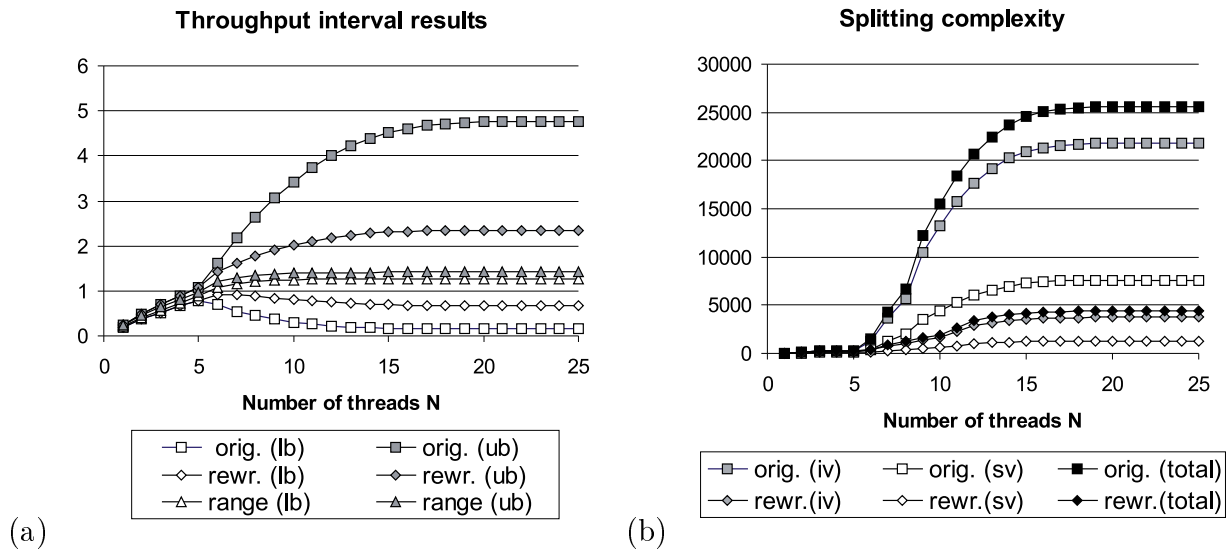 Throughput interval results
6
5
4
3
2
1
0
0 5 10 15 20 25
Number of threads N
orig. (lb) orig. (ub)
rewr. (lb) rewr. (ub)
range (lb) range (ub)
(a)
Splitting complexity
30000
25000
20000
15000
10000
5000
0
0 5 10 15 20 25
Number of threads N
orig. (iv) orig. (sv) orig. (total)
rewr.(iv) rewr.(sv) rewr.(total)
(b)